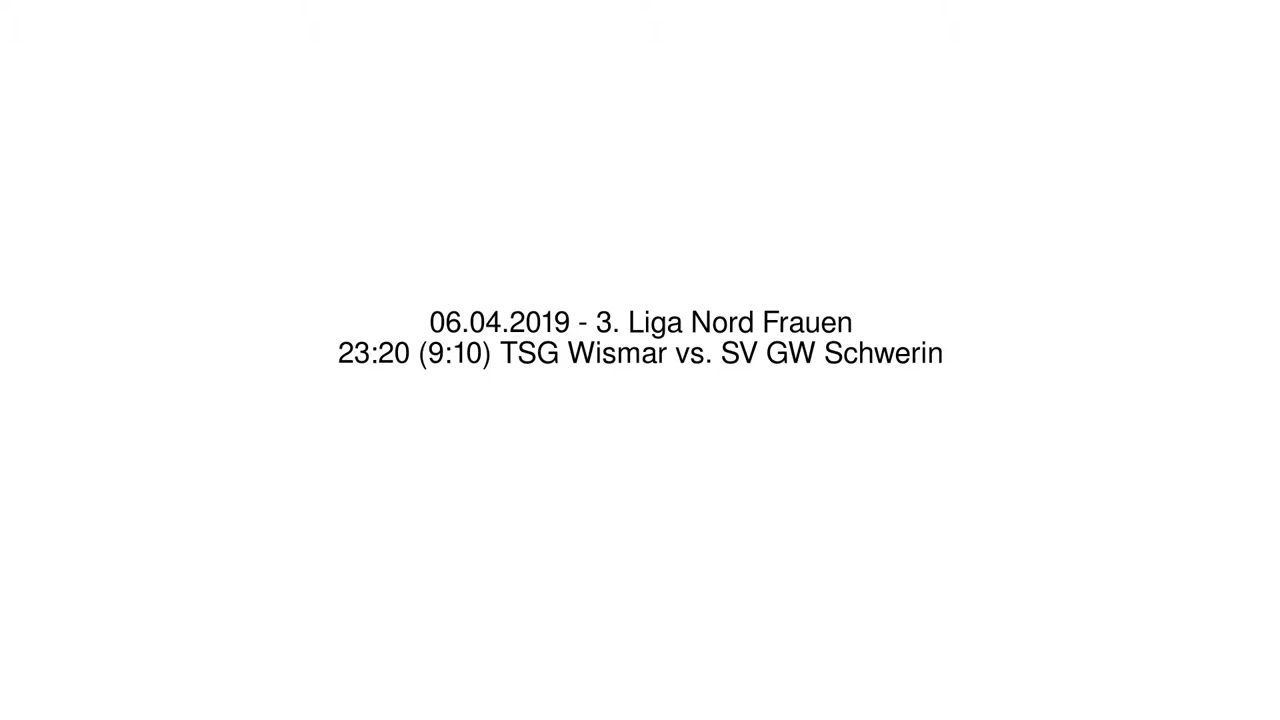 06.04.2019 - 3. Liga Nord Frauen
23:20 (9:10) TSG Wismar vs. SV GW Schwerin